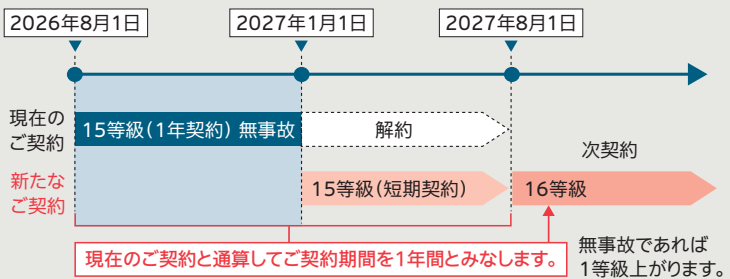 2026年8月1日
2027年1月1日
2027年8月1日
現在の
ご契約
15等級(1年契約) 無事故
解約
次契約
新たな
ご契約
15等級(短期契約)
16等級
現在のご契約と通算してご契約期間を1年間とみなします。
無事故であれば
1等級上がります。